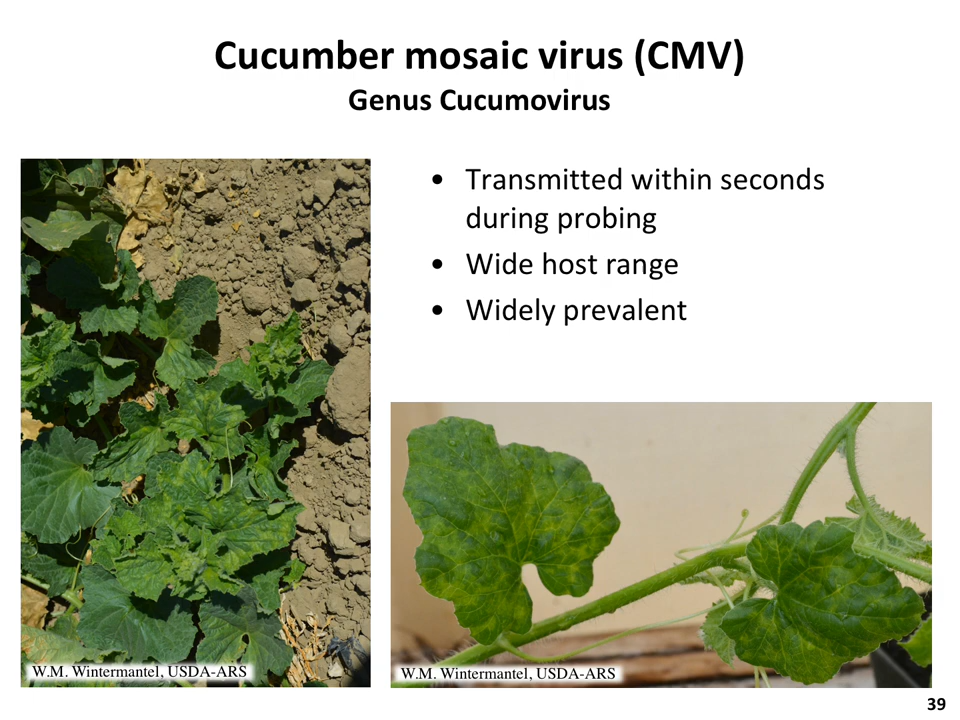 Cucumber mosaic virus (CMV)
Genus Cucumovirus
• Transmitted within seconds
during probing
• Wide host range
• Widely prevalent
W.M. Wintermantel, USDA-ARS
W.M. Wintermantel, USDA-ARS
39